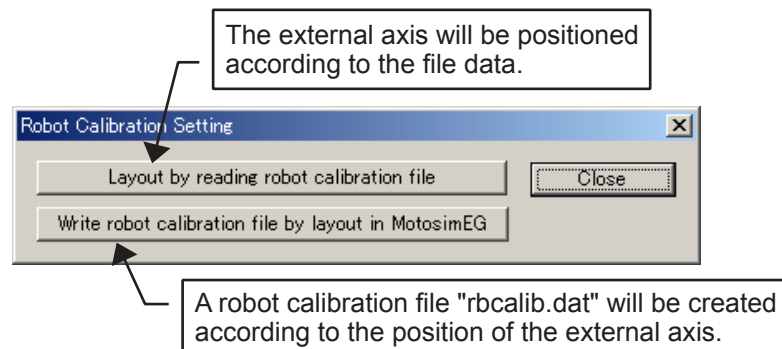 The external axis will be positioned
according to the file data.
Robot Calibration Setting
Layout by reading robot calibration file
Close
Write robot calibration file by layout in MotosimEG
A robot calibration file "rbcalib.dat" will be created
according to the position of the external axis.